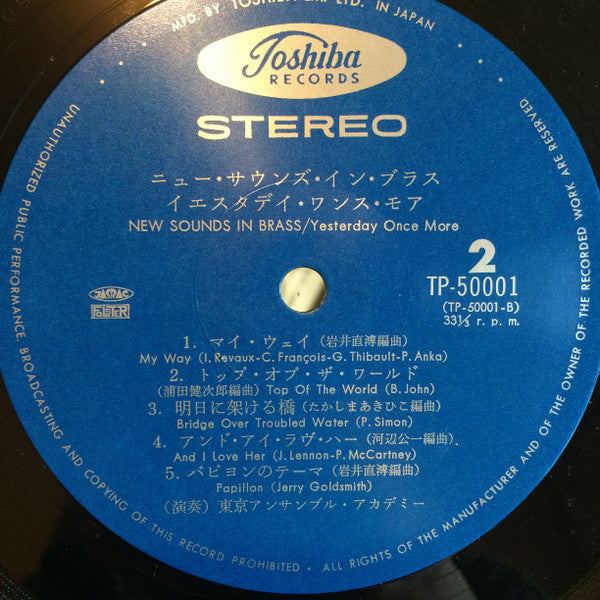 MFD. BY TOSHIBA EMI LTD. IN JAPAN
Toshiba
RECORDS
STEREO
ニュー・サウンズ・イン・ブラス
イエスタデイ・ワンス・モア
NEW SOUNDS IN BRASS/Yesterday Once More
2
TP-50001
(TP-50001-B)
33⅓ r. p. m.
JASRAC
POLSTER
1. マイ・ウェイ(岩井直溥編曲)
My Way (I. Revaux-C. François-G. Thibault-P. Anka)
2. トップ・オブ・ザ・ワールド
(浦田健次郎編曲) Top Of The World (B. John)
3. 明日に架ける橋(たかしまあきひこ編曲)
Bridge Over Troubled Water (P. Simon)
4. アンド・アイ・ラヴ・ハー(河辺公一編曲).
And I Love Her (J. Lennon-P. McCartney)
5. パピヨンのテーマ(岩井直溥編曲)
Papillon (Jerry Goldsmith)
(演奏)東京アンサンブル・アカデミー
UNAUTHORIZED PUBLIC PERFORMANCE, BROADCASTING AND COPYING OF THIS RECORD PROHIBITED • ALL RIGHTS OF THE MANUFACTURER AND OF THE OWNER OF THE RECORDED WORK ARE RESERVED